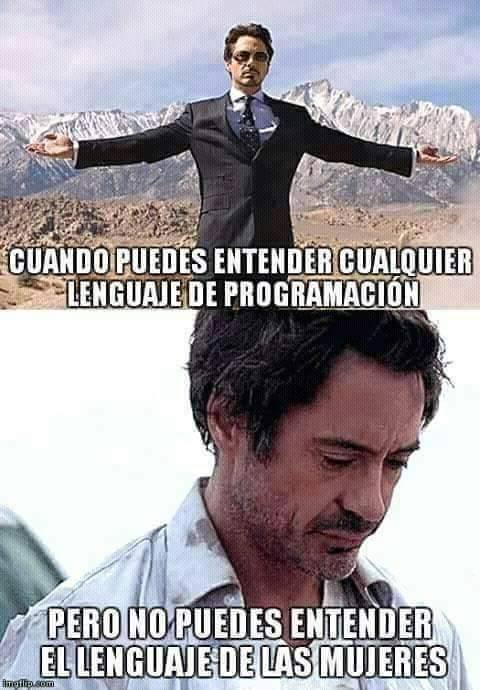 CUANDO PUEDES ENTENDER CUALQUIER
LENGUAJE DE PROGRAMACIÓN
PERO NO PUEDES ENTENDER
EL LENGUAJE DE LAS MUJERES
imgflip.com